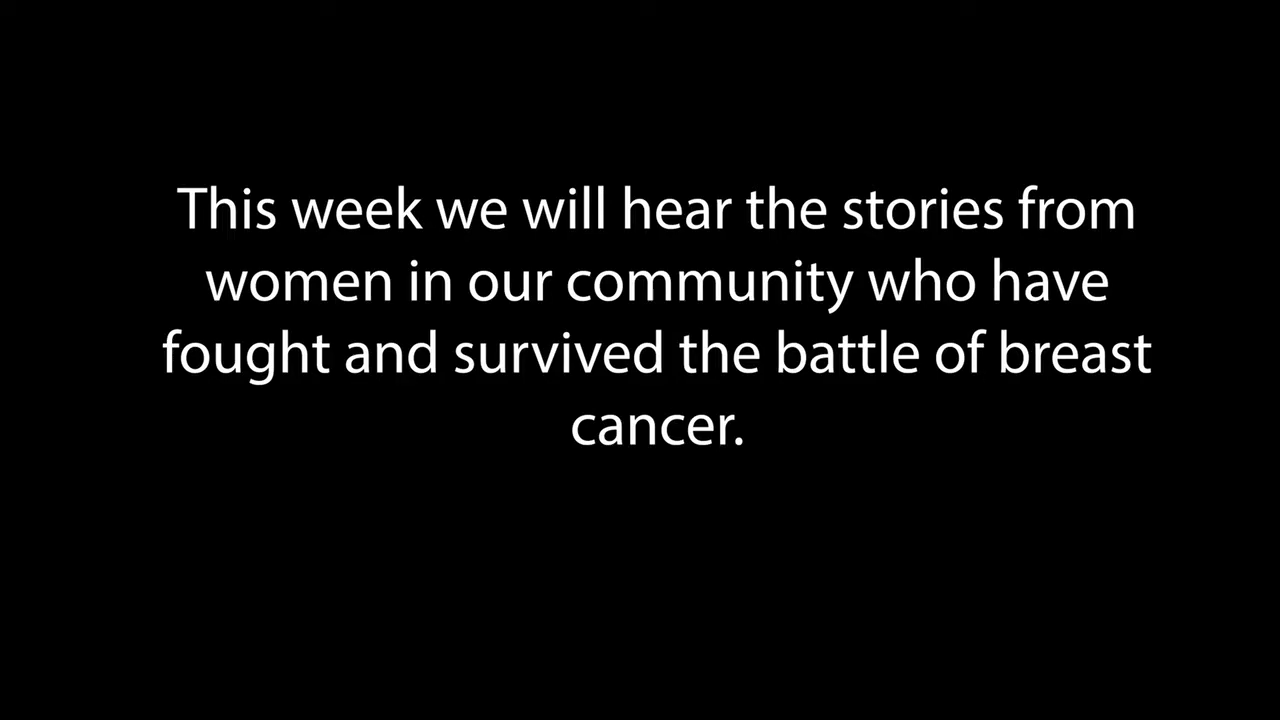 This week we will hear the stories from
women in our community who have
fought and survived the battle of breast
cancer.